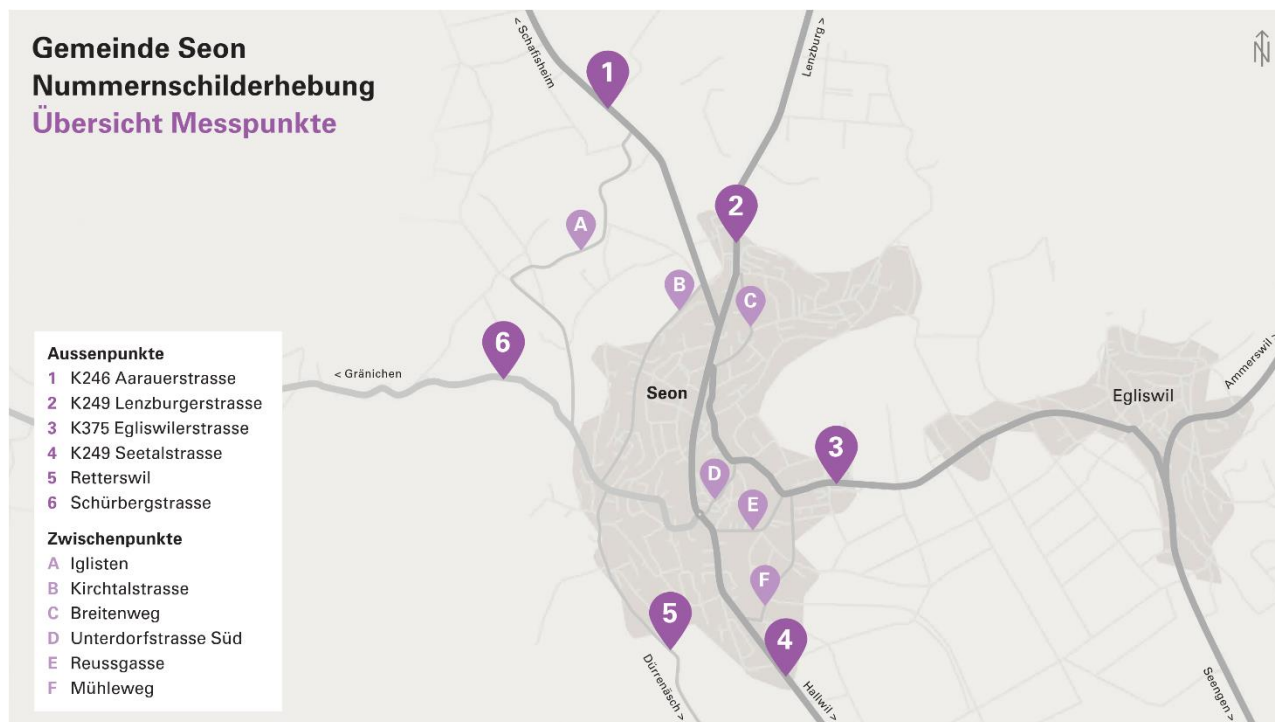 Gemeinde Seon
Nummernschilderhebung
Übersicht Messpunkte
< Schafisheim
Lenzburg >
N
1
2
A
B
C
6
< Gränichen
Seon
Egliswil
Ammerswil >
3
D
E
F
5
4
Dürrenäsch >
Hallwil >
Seengen >
Aussenpunkte
1 K246 Aarauerstrasse
2 K249 Lenzburgerstrasse
3 K375 Egliswilerstrasse
4 K249 Seetalstrasse
5 Retterswil
6 Schürbergstrasse
Zwischenpunkte
A Iglisten
B Kirchtalstrasse
C Breitenweg
D Unterdorfstrasse Süd
E Reussgasse
F Mühleweg